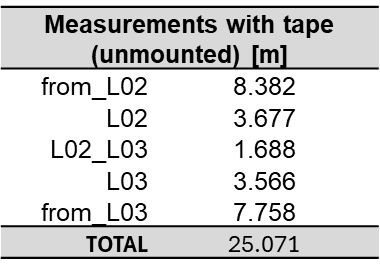 Measurements with tape
(unmounted) [m]
from_L02 8.382
L02 3.677
L02_L03 1.688
L03 3.566
from_L03 7.758
TOTAL 25.071